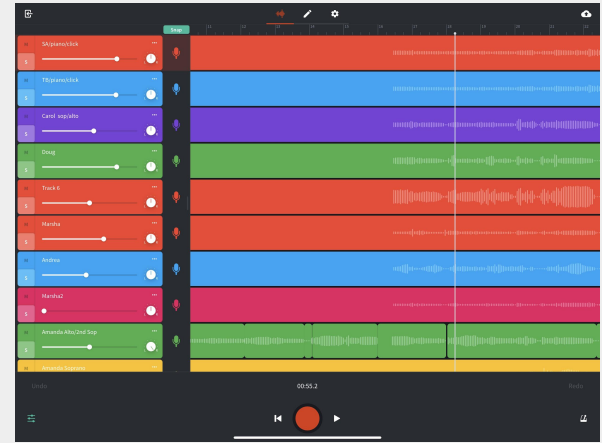 Snap
SA/piano/click
M
S
TB/piano/click
M
S
Carol sop/alto
M
S
Doug
M
S
Track 6
M
S
Marsha
M
S
Andrea
M
S
Marsha2
M
S
Amanda Alto/2nd Sop
M
S
Amanda Soprano
Undo
00:55.2
Redo